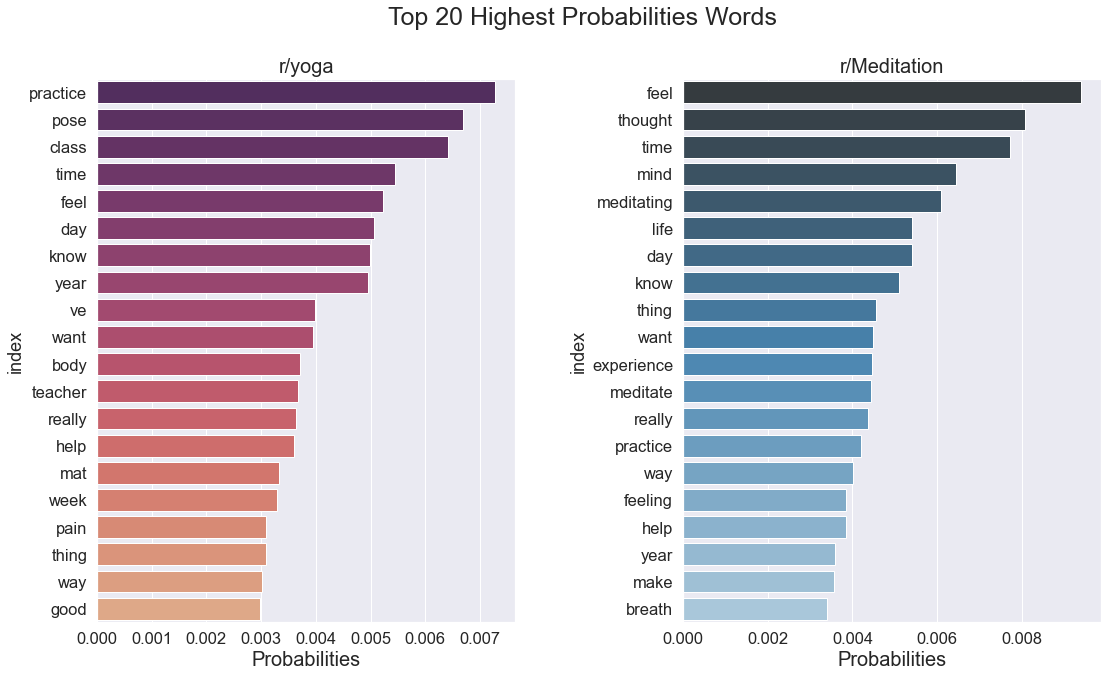 Top 20 Highest Probabilities Words
r/yoga
practice
pose
class
time
feel
day
know
year
ve
want
body
teacher
really
help
mat
week
pain
thing
way
good
index
0.000 0.001 0.002 0.003 0.004 0.005 0.006 0.007
Probabilities
r/Meditation
feel
thought
time
mind
meditating
life
day
know
thing
want
experience
meditate
really
practice
way
feeling
help
year
make
breath
index
0.000 0.002 0.004 0.006 0.008
Probabilities